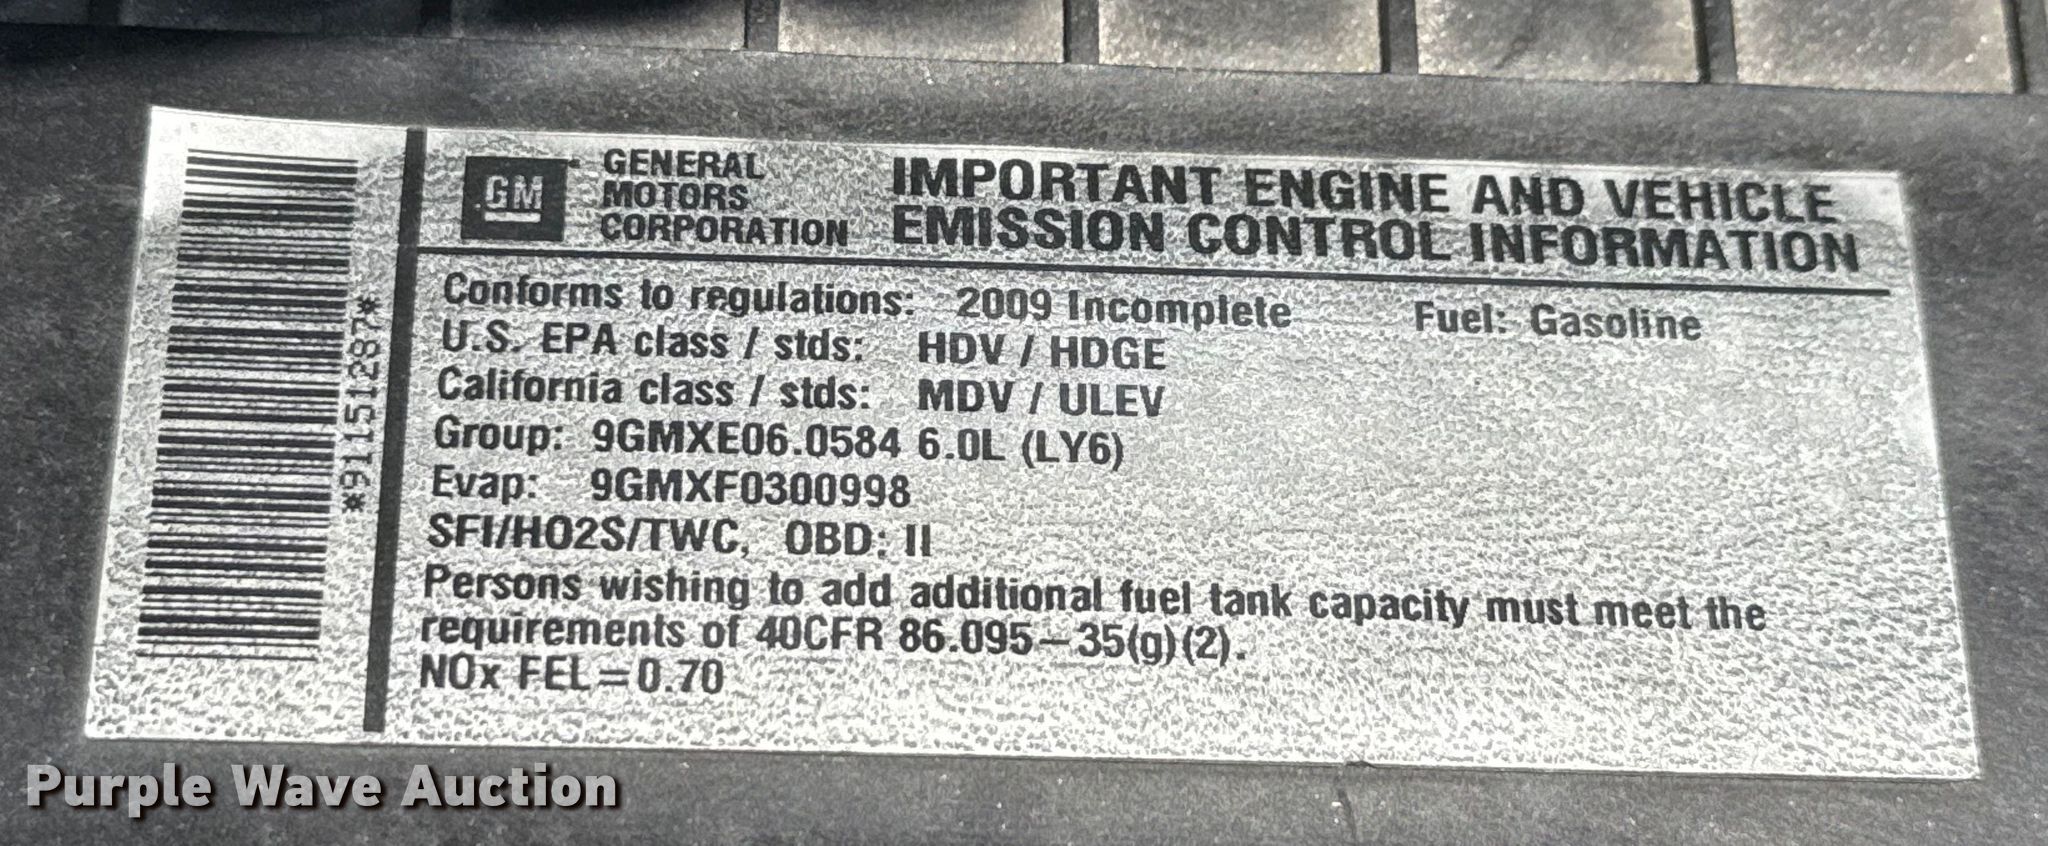 *91151287*
GM
GENERAL
MOTORS
CORPORATION
IMPORTANT ENGINE AND VEHICLE
EMISSION CONTROL INFORMATION
Conforms to regulations: 2009 Incomplete Fuel: Gasoline
U.S. EPA class / stds: HDV / HDGE
California class / stds: MDV / ULEV
Group: 9GMXE06.0584 6.0L (LY6)
Evap: 9GMXF0300998
SFI/HO2S/TWC, OBD: II
Persons wishing to add additional fuel tank capacity must meet the
requirements of 40CFR 86.095-35(g)(2).
NOx FEL=0.70
Purple Wave Auction